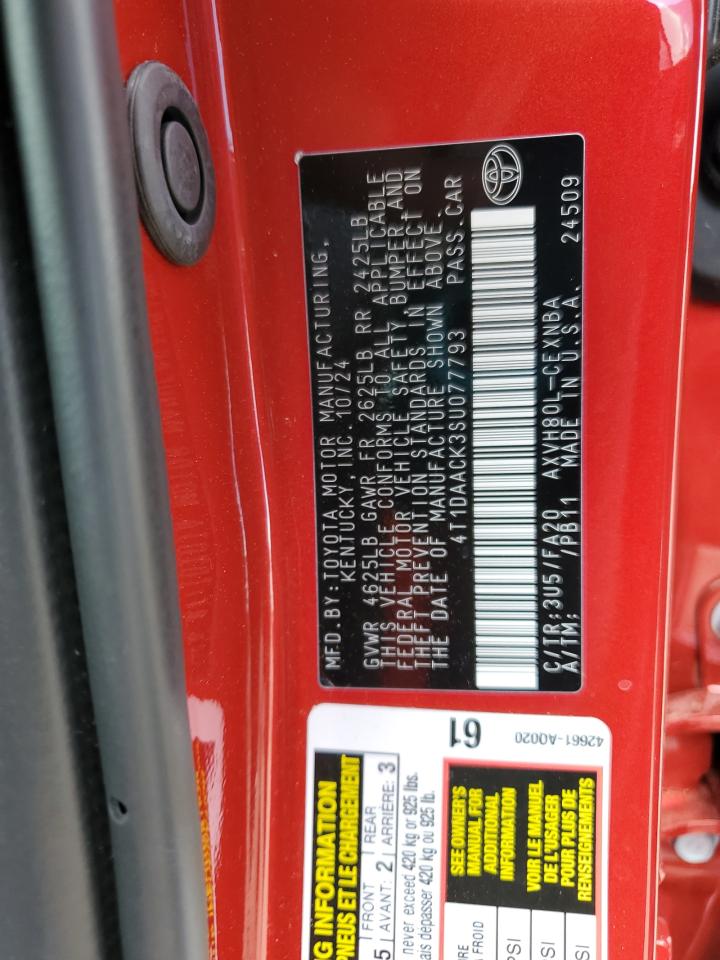 MFD.BY:TOYOTA MOTOR MANUFACTURING,
KENTUCKY, INC. 10/24
GVWR 4625LB GAWR FR 2625LB RR 2425LB
THIS VEHICLE CONFORMS TO ALL APPLICABLE
FEDERAL MOTOR VEHICLE SAFETY, BUMPER, AND
THEFT PREVENTION STANDARDS IN EFFECT ON
THE DATE OF MANUFACTURE SHOWN ABOVE.
4T1DAACK3SU077793 PASS.CAR
C/TR:3U5/FA20 AXVH80L-CEXNBA
A/TM: /PB11 MADE IN U.S.A. 24509
INFORMATION
PNEUS ET LE CHARGEMENT
5 FRONT REAR
AVANT: 2 ARRIÈRE: 3
never exceed 420 kg or 925 lbs.
dépasser 420 kg ou 925 lb.
61
42661-A0020
SEE OWNER'S
MANUAL FOR
ADDITIONAL
INFORMATION
VOIR LE MANUEL
DE L'USAGER
POUR PLUS DE
RENSEIGNEMENTS
FROID
PSI
PSI
PSI